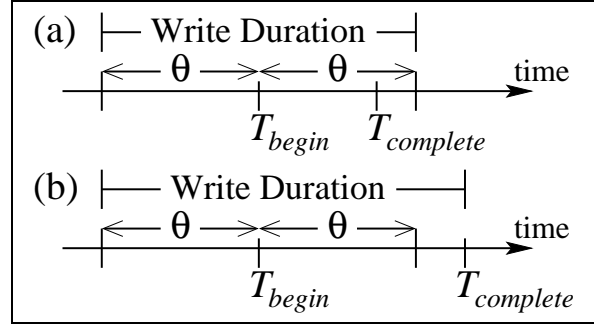 (a) Write Duration
θ θ time
T_begin T_complete
(b) Write Duration
θ θ time
T_begin T_complete